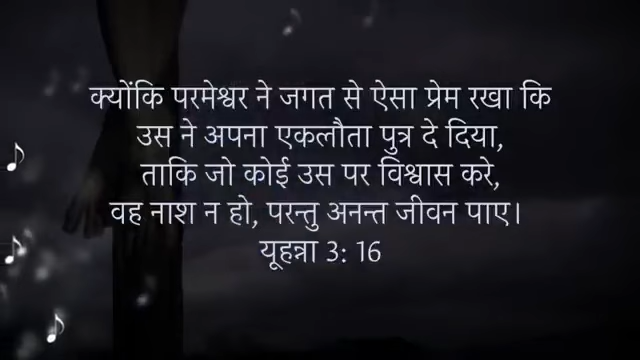 क्योंकि परमेश्वर ने जगत से ऐसा प्रेम रखा कि
उस ने अपना एकलौता पुत्र दे दिया,
ताकि जो कोई उस पर विश्वास करे,
वह नाश न हो, परन्तु अनन्त जीवन पाए।
यूहन्ना 3: 16